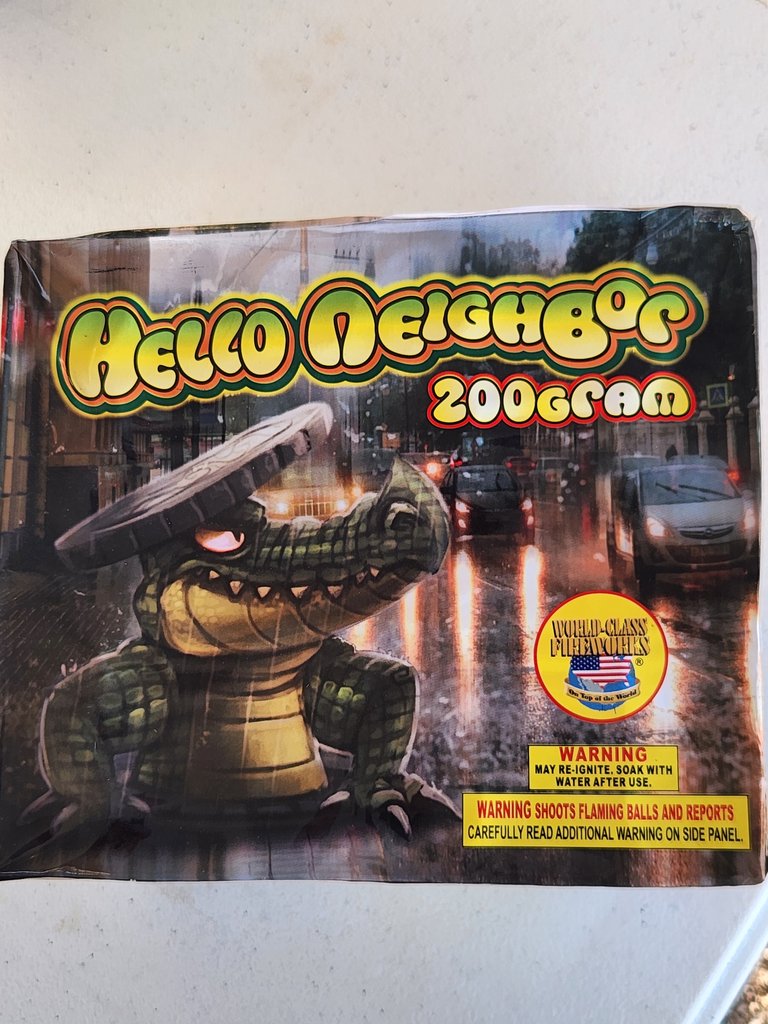 HELLO NEIGHBOR
200GRAM
WORLD-CLASS
FIREWORKS
®
On Top of the World
WARNING
MAY RE-IGNITE. SOAK WITH
WATER AFTER USE.
WARNING SHOOTS FLAMING BALLS AND REPORTS
CAREFULLY READ ADDITIONAL WARNING ON SIDE PANEL.